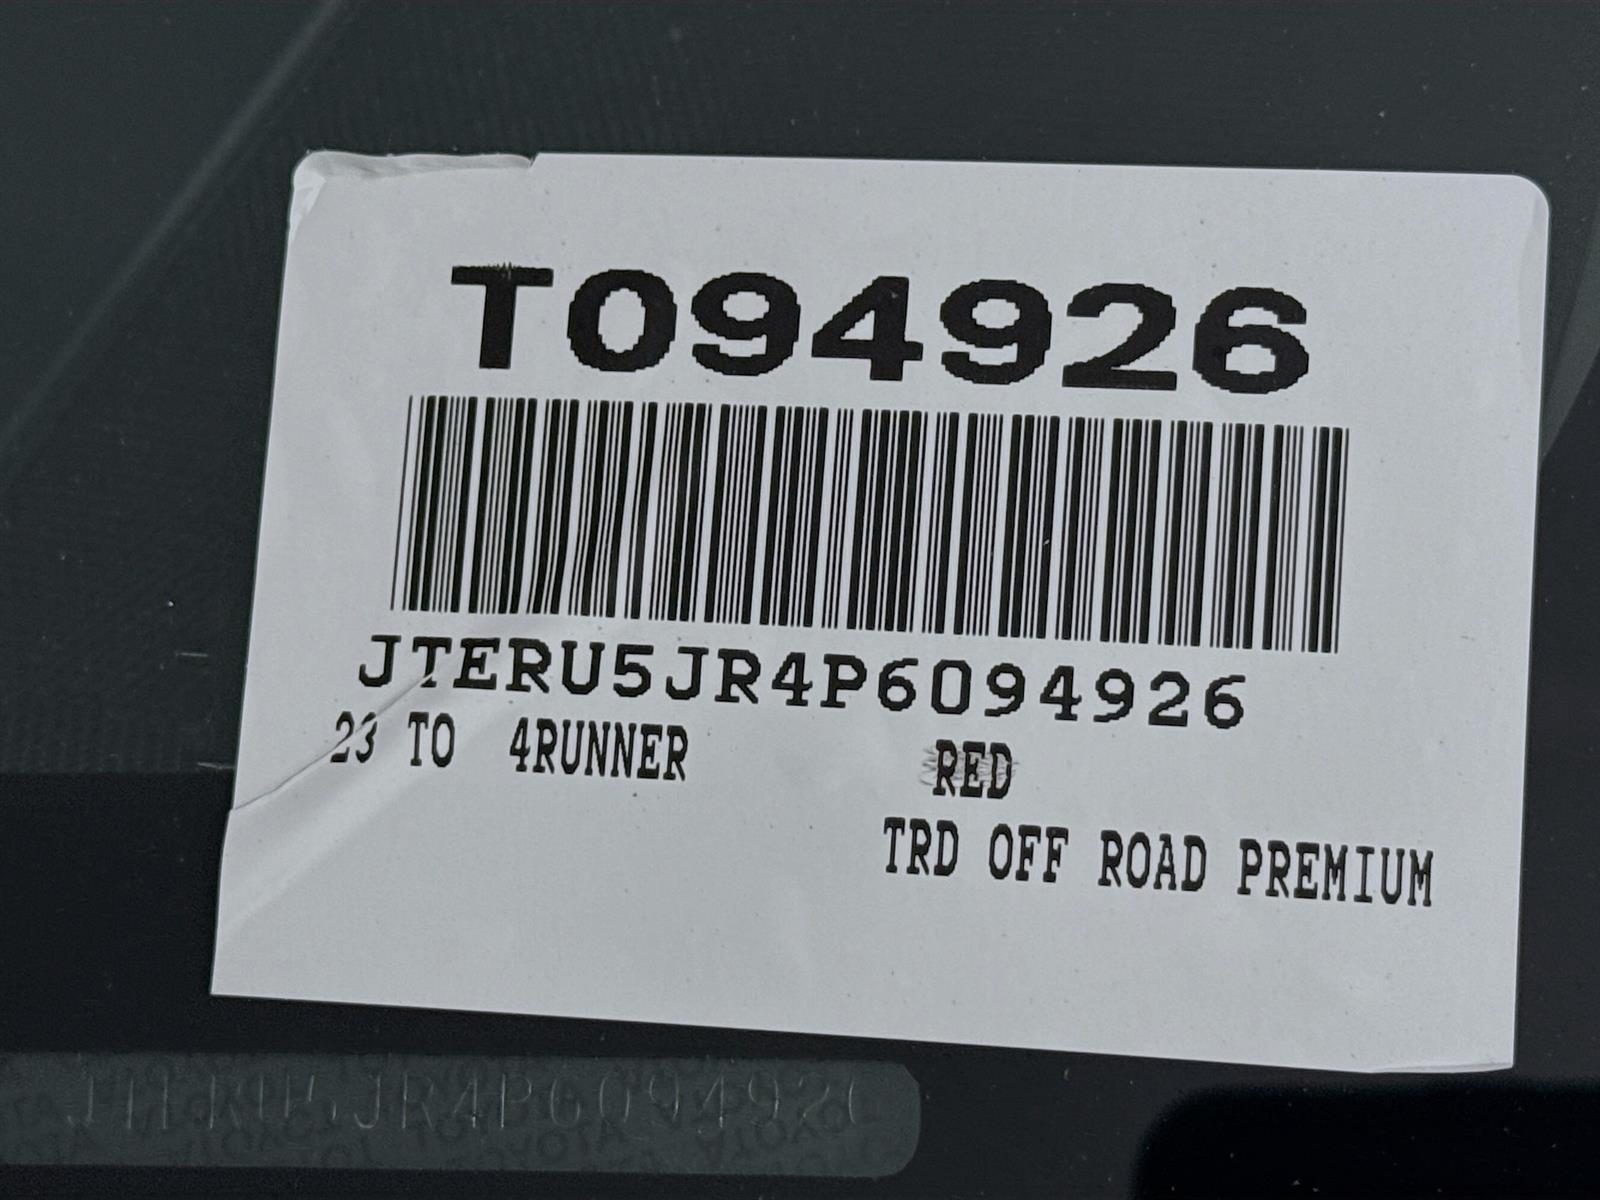 T094926
JTERU5JR4P6094926
23 TO 4RUNNER RED
TRD OFF ROAD PREMIUM